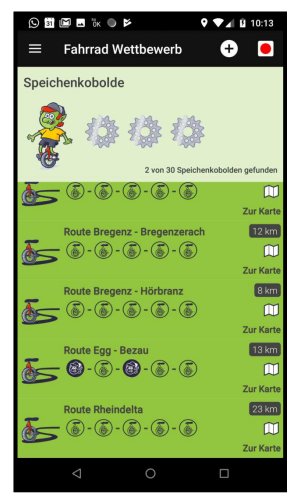 10:13
Fahrrad Wettbewerb
Speichenkobolde
2 von 30 Speichenkobolden gefunden
Zur Karte
Route Bregenz - Bregenzerach
12 km
Zur Karte
Route Bregenz - Hörbranz
8 km
Zur Karte
Route Egg - Bezau
13 km
Zur Karte
Route Rheindelta
23 km
Zur Karte